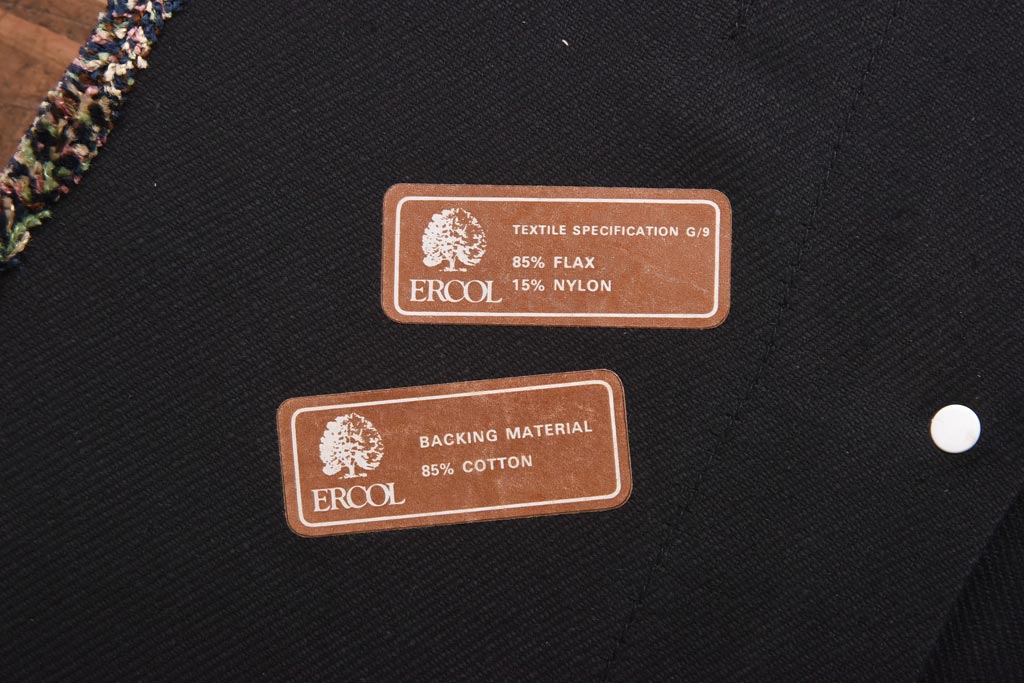 TEXTILE SPECIFICATION G/9
85% FLAX
15% NYLON
ERCOL
BACKING MATERIAL
85% COTTON
ERCOL